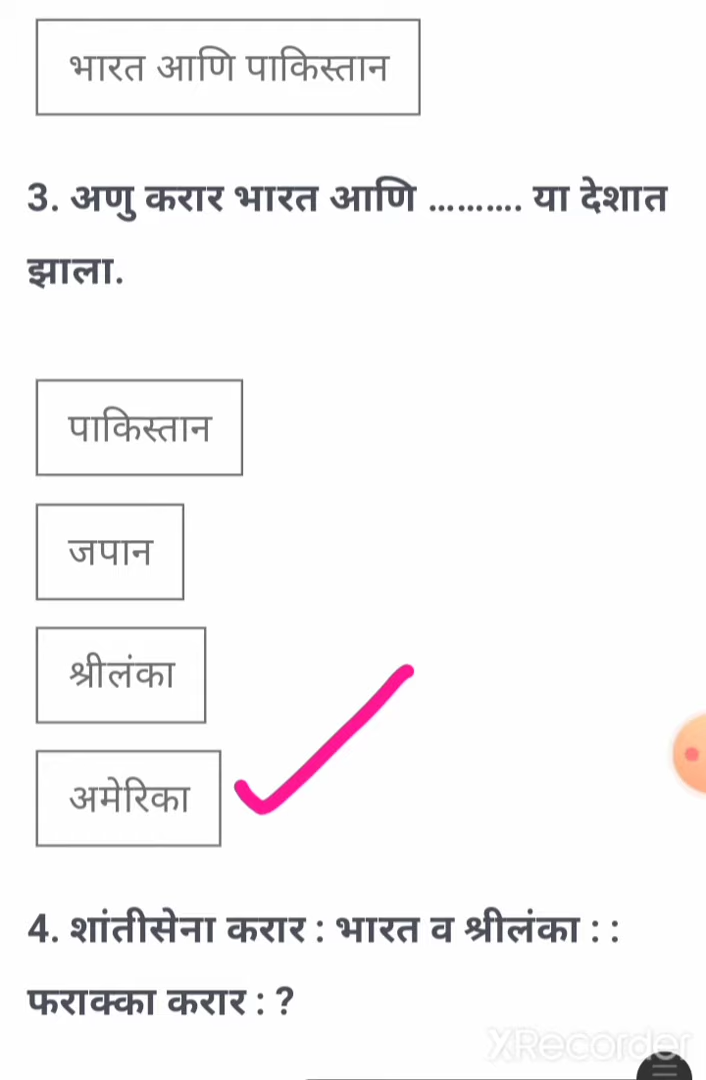 भारत आणि पाकिस्तान
3. अणु करार भारत आणि .......... या देशात
झाला.
पाकिस्तान
जपान
श्रीलंका
अमेरिका
4. शांतीसेना करार : भारत व श्रीलंका : :
फराक्का करार : ?
XRecorder